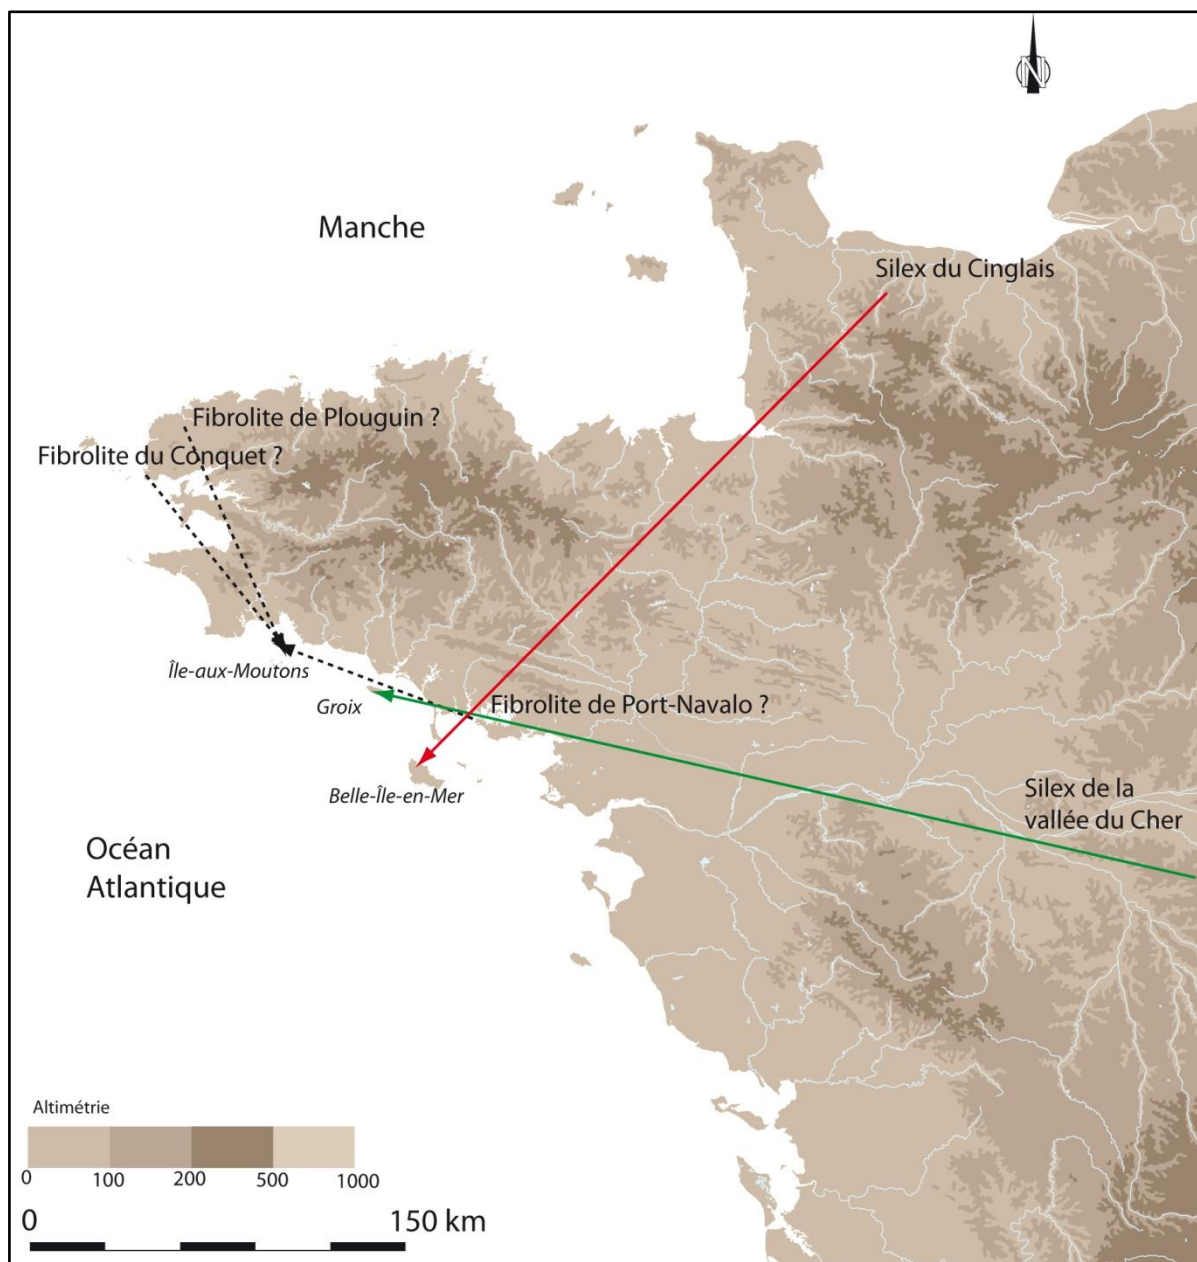 N
Manche
Silex du Cinglais
Fibrolite de Plouguin ?
Fibrolite du Conquet ?
Île-aux-Moutons
Groix
Fibrolite de Port-Navalo ?
Belle-Île-en-Mer
Silex de la
vallée du Cher
Océan
Atlantique
Altimétrie
0 100 200 500 1000
0 150 km